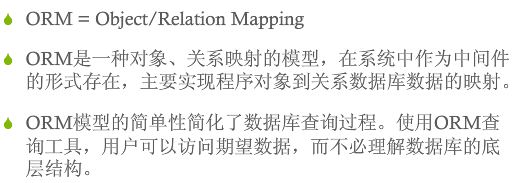 ORM = Object/Relation Mapping
ORM是一种对象、关系映射的模型，在系统中作为中间件
的形式存在，主要实现程序对象到关系数据库数据的映射。
ORM模型的简单性简化了数据库查询过程。使用ORM查
询工具，用户可以访问期望数据，而不必理解数据库的底
层结构。